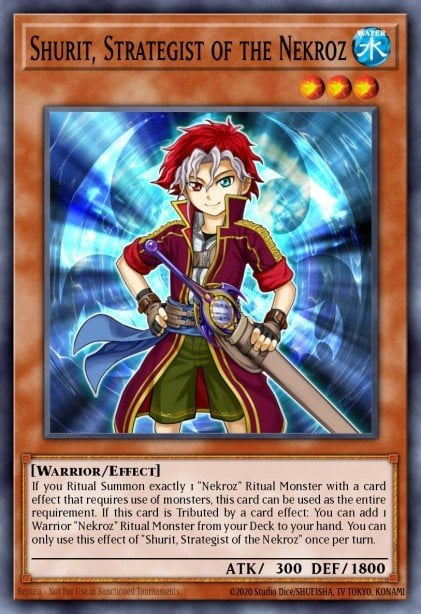 Shurit, Strategist of the Nekroz
WATER
水
[Warrior/Effect]
If you Ritual Summon exactly 1 "Nekroz" Ritual Monster with a card
effect that requires use of monsters, this card can be used as the entire
requirement. If this card is Tributed by a card effect: You can add 1
Warrior "Nekroz" Ritual Monster from your Deck to your hand. You can
only use this effect of "Shurit, Strategist of the Nekroz" once per turn.
ATK/ 300 DEF/1800
Replica - Not For Use in Sanctioned Tournaments
©2020 Studio Dice/SHUEISHA, TV TOKYO, KONAMI